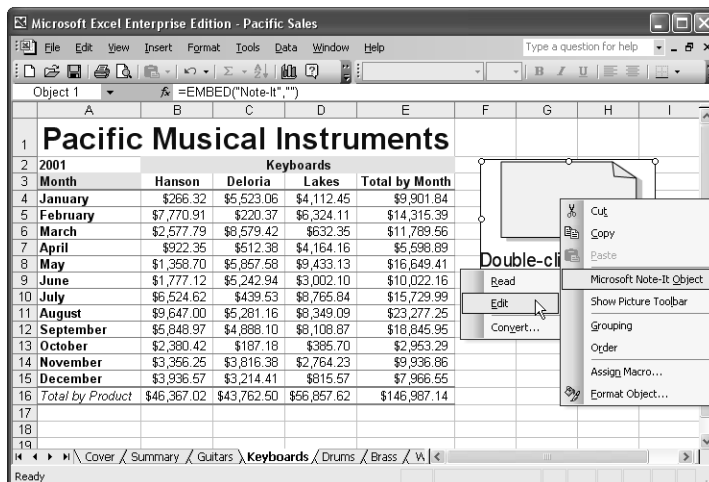 Microsoft Excel Enterprise Edition - Pacific Sales
File Edit View Insert Format Tools Data Window Help Type a question for help
B I U
Object 1 fx =EMBED("Note-It","")
A B C D E F G H I
1 Pacific Musical Instruments
2 2001 Keyboards
3 Month Hanson Deloria Lakes Total by Month
4 January $266.32 $5,523.06 $4,112.45 $9,901.84
5 February $7,770.91 $220.37 $6,324.11 $14,315.39
6 March $2,577.79 $8,579.42 $632.35 $11,789.56
7 April $922.35 $512.38 $4,164.16 $5,598.89
8 May $1,358.70 $5,857.58 $9,433.13 $16,649.41
9 June $1,777.12 $5,242.94 $3,002.10 $10,022.16
10 July $6,524.62 $439.53 $8,765.84 $15,729.99
11 August $9,647.00 $5,281.16 $8,349.09 $23,277.25
12 September $5,848.97 $4,888.10 $8,108.87 $18,845.95
13 October $2,380.42 $187.18 $385.70 $2,953.29
14 November $3,356.25 $3,816.38 $2,764.23 $9,936.86
15 December $3,936.57 $3,214.41 $815.57 $7,966.55
16 Total by Product $46,367.02 $43,762.50 $56,857.62 $146,987.14
17
18
19
Double-cli
Cut
Copy
Paste
Microsoft Note-It Object
Show Picture Toolbar
Grouping
Order
Assign Macro...
Format Object...
Read
Edit
Convert...
Cover Summary Guitars Keyboards Drums Brass
Ready